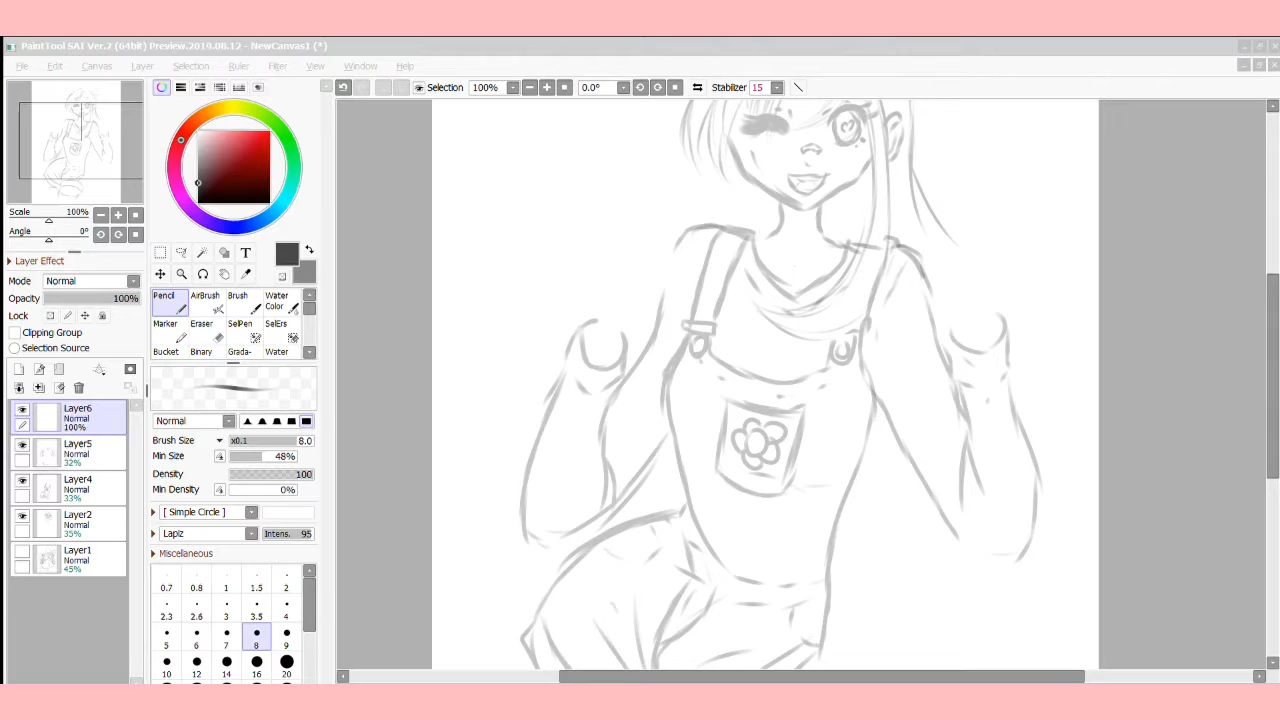 PaintTool SAI Ver.2 (64bit) Preview.2019.06.12 - NewCanvas1 (*)
File Edit Canvas Layer Selection Ruler Filter View Window Help
Selection 100% 0.0° Stabilizer 15
Scale 100%
Angle 0°
Layer Effect
Mode Normal
Opacity 100%
Lock
Clipping Group
Selection Source
Layer6
Normal
100%
Layer5
Normal
32%
Layer4
Normal
33%
Layer2
Normal
35%
Layer1
Normal
45%
T
Pencil AirBrush Brush Water Color
Marker Eraser SelPen SelErs
Bucket Binary Grada- Water
Normal
Brush Size x0.1 8.0
Min Size 48%
Density 100
Min Density 0%
[ Simple Circle ]
Lapiz Intens. 95
Miscellaneous
0.7 0.8 1 1.5 2
2.3 2.6 3 3.5 4
5 6 7 8 9
10 12 14 16 20